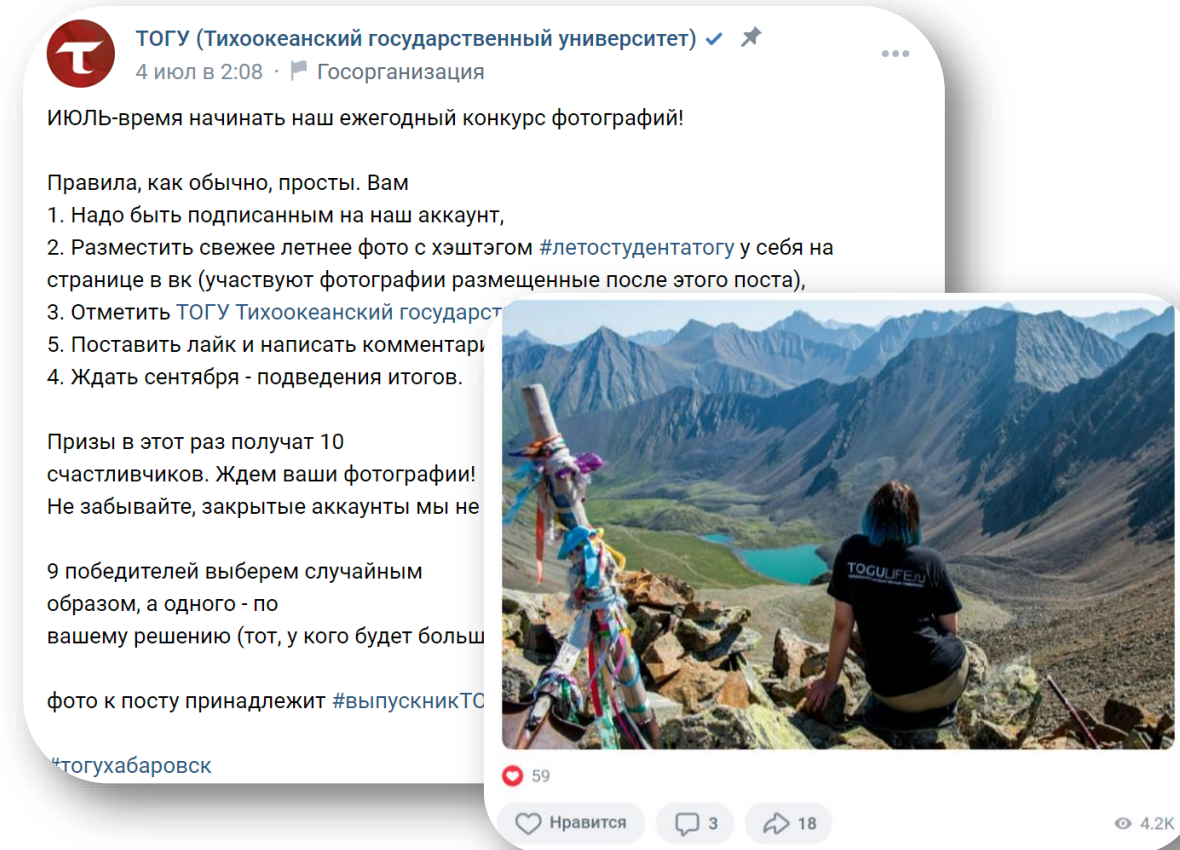 ТОГУ (Тихоокеанский государственный университет)
4 июл в 2:08 · Госорганизация
ИЮЛЬ-время начинать наш ежегодный конкурс фотографий!
Правила, как обычно, просты. Вам
1. Надо быть подписанным на наш аккаунт,
2. Разместить свежее летнее фото с хэштэгом #летостудентатогу у себя на
странице в вк (участвуют фотографии размещенные после этого поста),
3. Отметить ТОГУ Тихоокеанский государст
5. Поставить лайк и написать комментари
4. Ждать сентября - подведения итогов.
Призы в этот раз получат 10
счастливчиков. Ждем ваши фотографии!
Не забывайте, закрытые аккаунты мы не
9 победителей выберем случайным
образом, а одного - по
вашему решению (тот, у кого будет больш
фото к посту принадлежит #выпускникТО
#тогухабаровск
TOGULIFE.ru
59
Нравится 3 18 4.2K